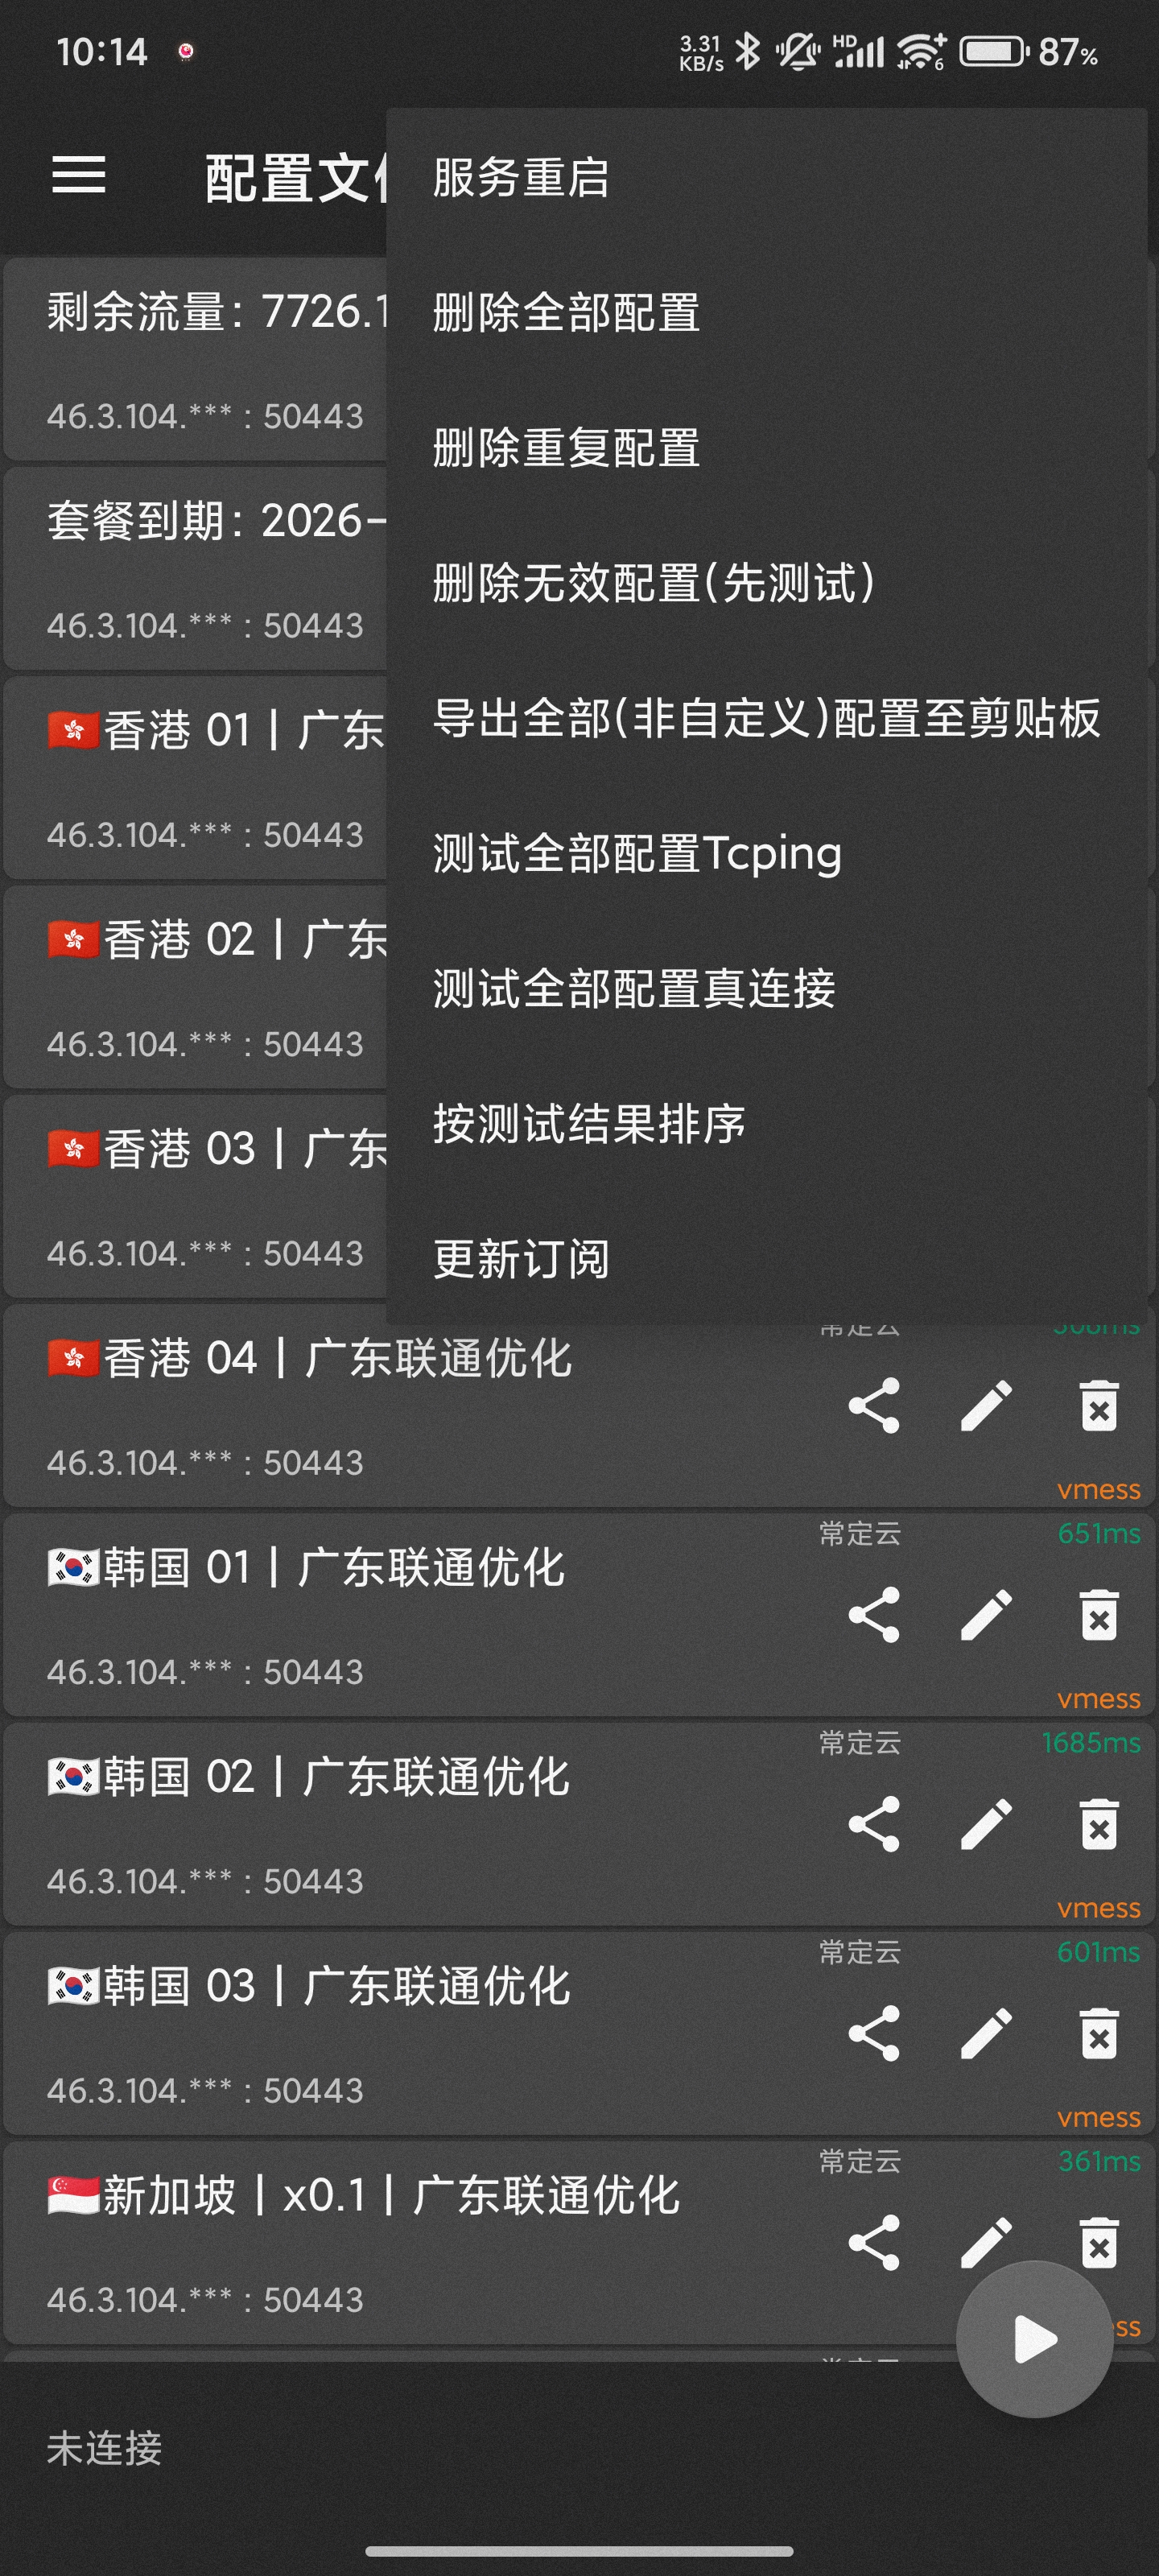 10:14
3.31
KB/s
HD
6
87%
配置文
服务重启
删除全部配置
删除重复配置
删除无效配置(先测试)
导出全部(非自定义)配置至剪贴板
测试全部配置Tcping
测试全部配置真连接
按测试结果排序
更新订阅
剩余流量: 7726.1
46.3.104.*** : 50443
套餐到期: 2026-
46.3.104.*** : 50443
香港 01 | 广东
46.3.104.*** : 50443
香港 02 | 广东
46.3.104.*** : 50443
香港 03 | 广东
46.3.104.*** : 50443
常定云
香港 04 | 广东联通优化
46.3.104.*** : 50443
vmess
常定云
651ms
韩国 01 | 广东联通优化
46.3.104.*** : 50443
vmess
常定云
1685ms
韩国 02 | 广东联通优化
46.3.104.*** : 50443
vmess
常定云
601ms
韩国 03 | 广东联通优化
46.3.104.*** : 50443
vmess
常定云
361ms
新加坡 | x0.1 | 广东联通优化
46.3.104.*** : 50443
ss
未连接